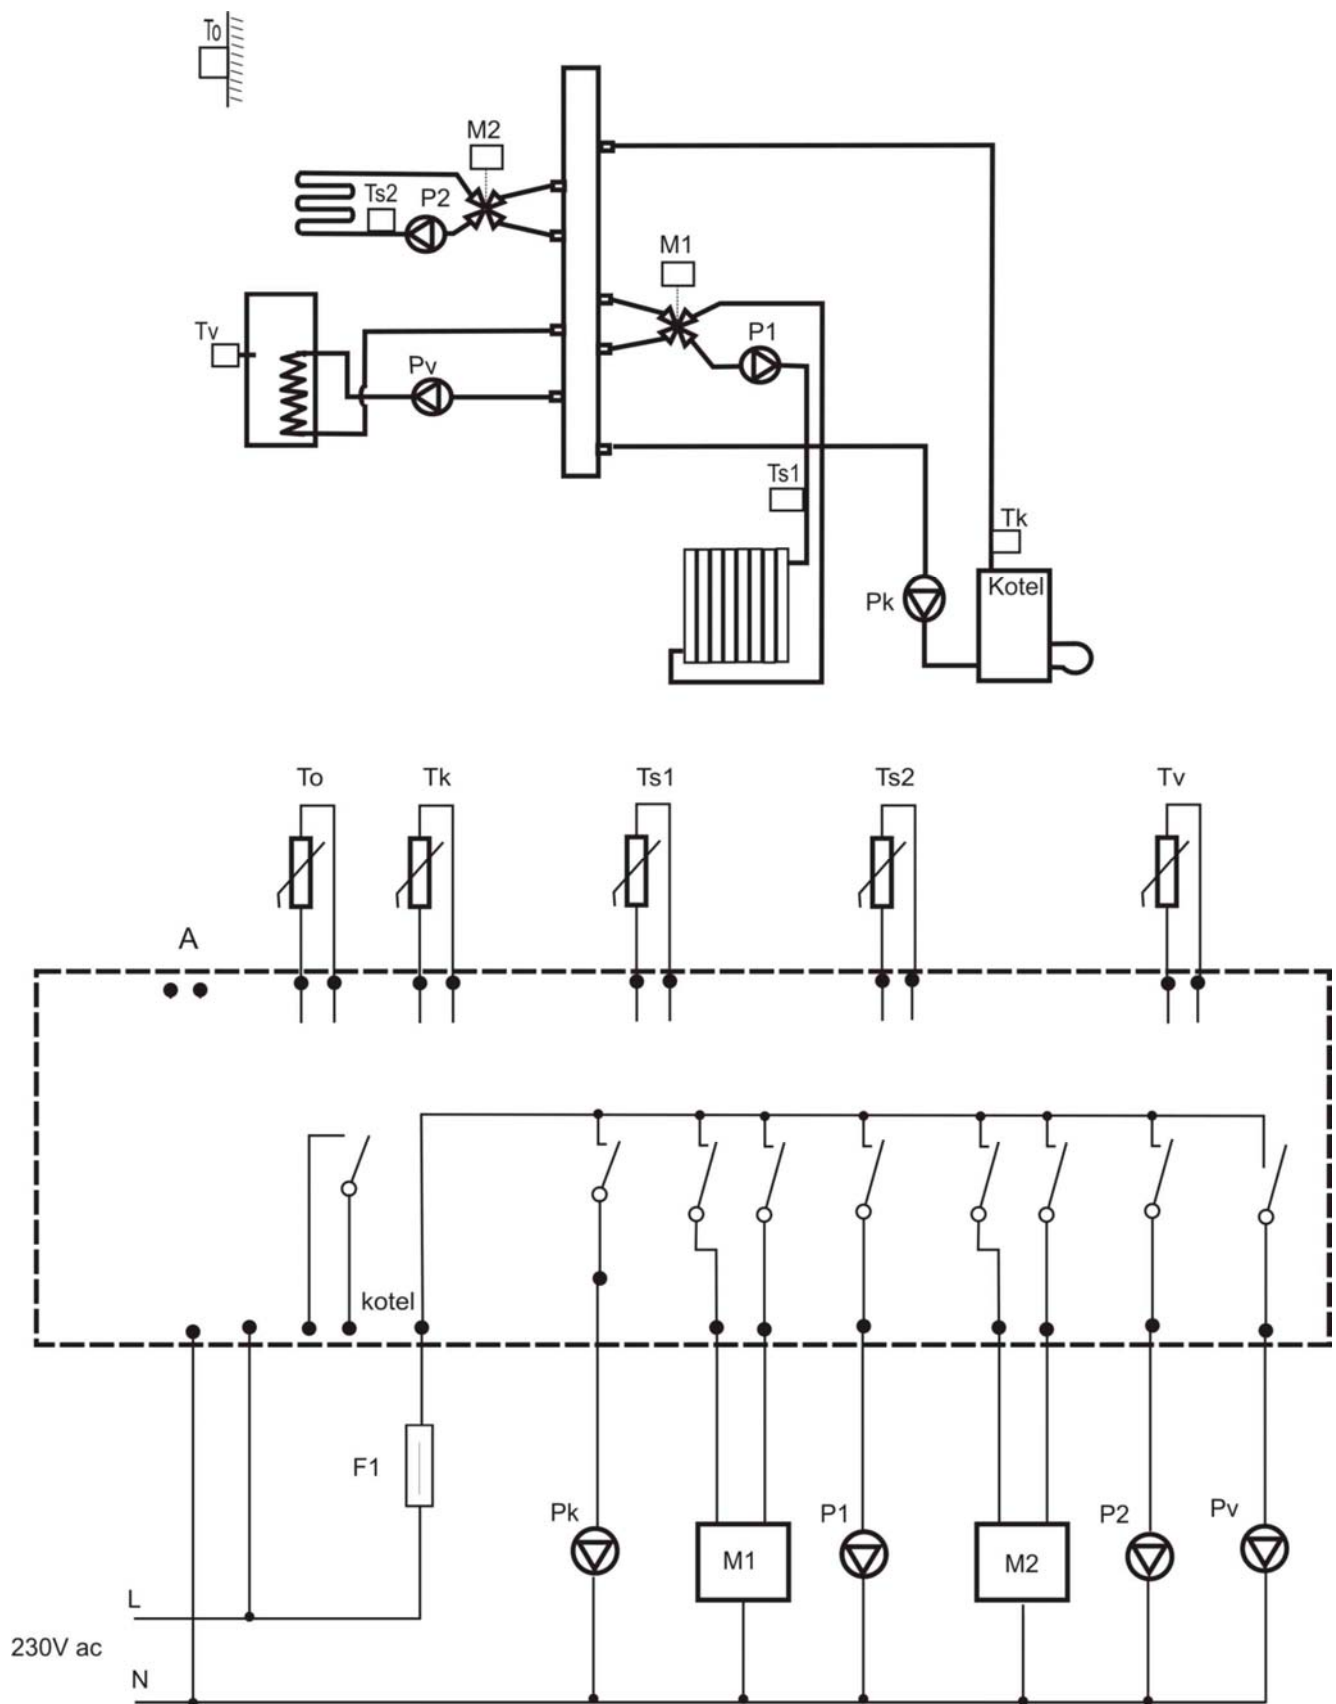 To
M2
Ts2 P2
M1
Tv
Pv
P1
Ts1
Tk
Kotel
Pk
To Tk Ts1 Ts2 Tv
A
kotel
F1
Pk P1 P2 Pv
M1 M2
L
230V ac
N